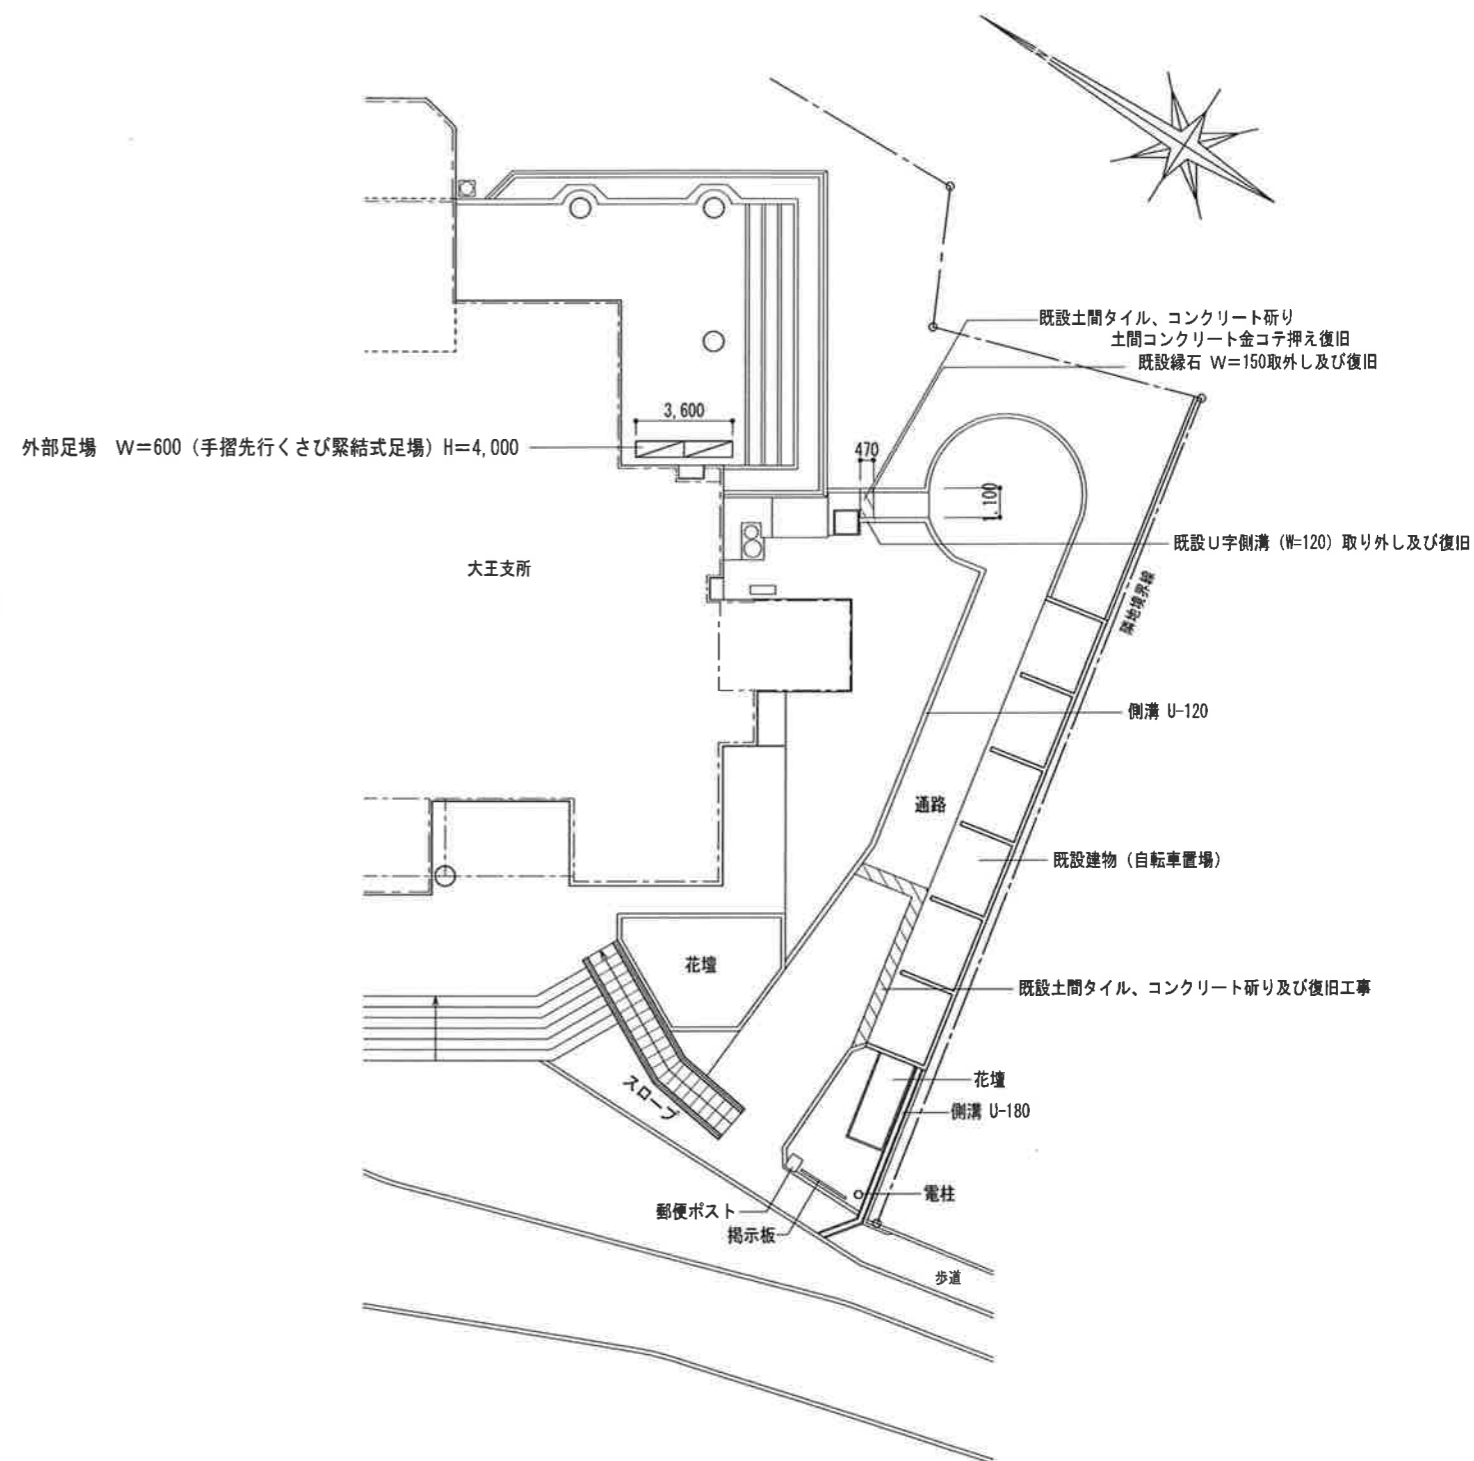 既設土間タイル、コンクリート斫り
土間コンクリート金コテ押え復旧
既設縁石 W=150取外し及び復旧
3,600
外部足場 W=600（手摺先行くさび緊結式足場）H=4,000
470
1,100
既設U字側溝（W=120）取り外し及び復旧
大王支所
隣地境界線
側溝 U-120
通路
既設建物（自転車置場）
花壇
既設土間タイル、コンクリート斫り及び復旧工事
スロープ
花壇
側溝 U-180
電柱
郵便ポスト
掲示板
歩道